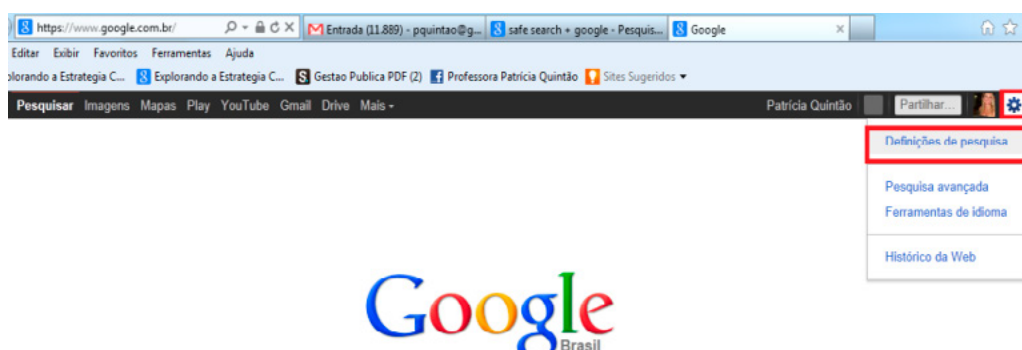 https://www.google.com.br/ Entrada (11.889) - pquintao@g... safe search + google - Pesquis... Google
Editar Exibir Favoritos Ferramentas Ajuda
plorando a Estrategia C... Explorando a Estrategia C... Gestao Publica PDF (2) Professora Patrícia Quintão Sites Sugeridos
Pesquisar Imagens Mapas Play YouTube Gmail Drive Mais Patrícia Quintão Partilhar...
Definições de pesquisa
Pesquisa avançada
Ferramentas de idioma
Histórico da Web
Google
Brasil